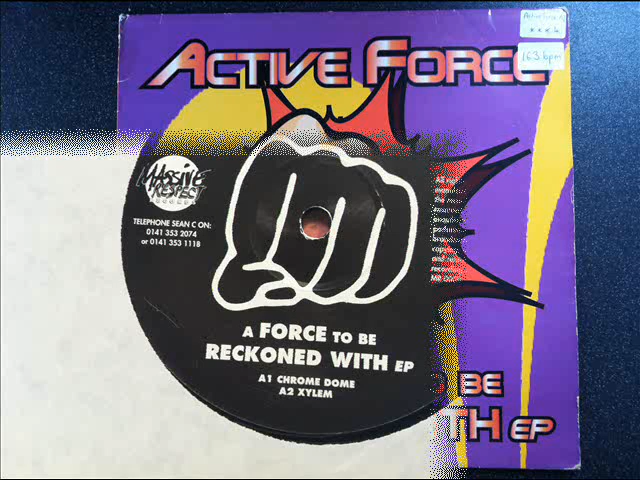 ACTIVE FORCE
163 bpm
MASSIVE
RESPECT
RECORDS
TELEPHONE SEAN C ON:
0141 353 2074
or 0141 353 1118
A FORCE TO BE
RECKONED WITH EP
A1 CHROME DOME
A2 XYLEM
BE
TH EP